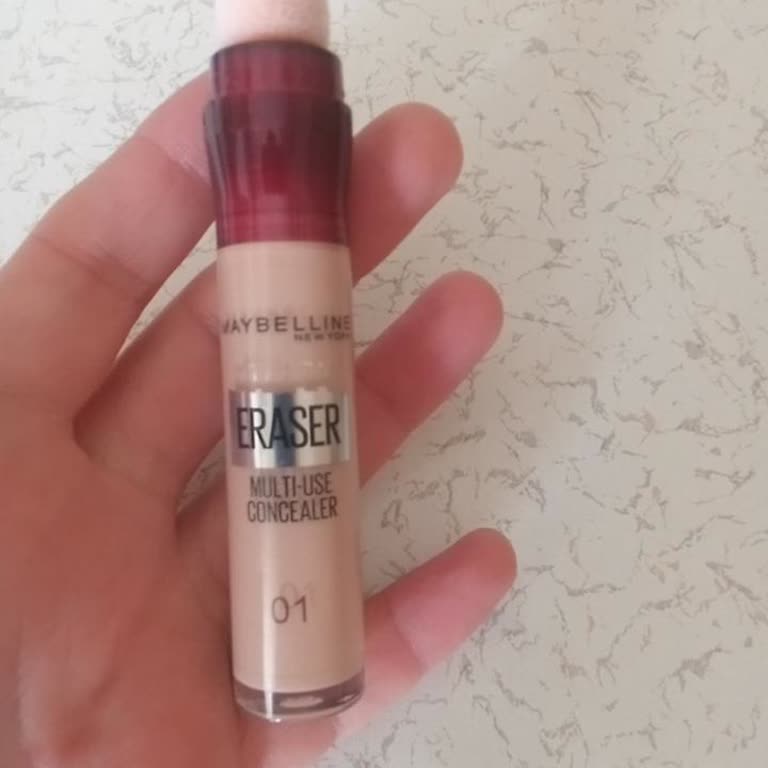 MAYBELLINE
NEW YORK
ERASER
MULTI-USE
CONCEALER
01